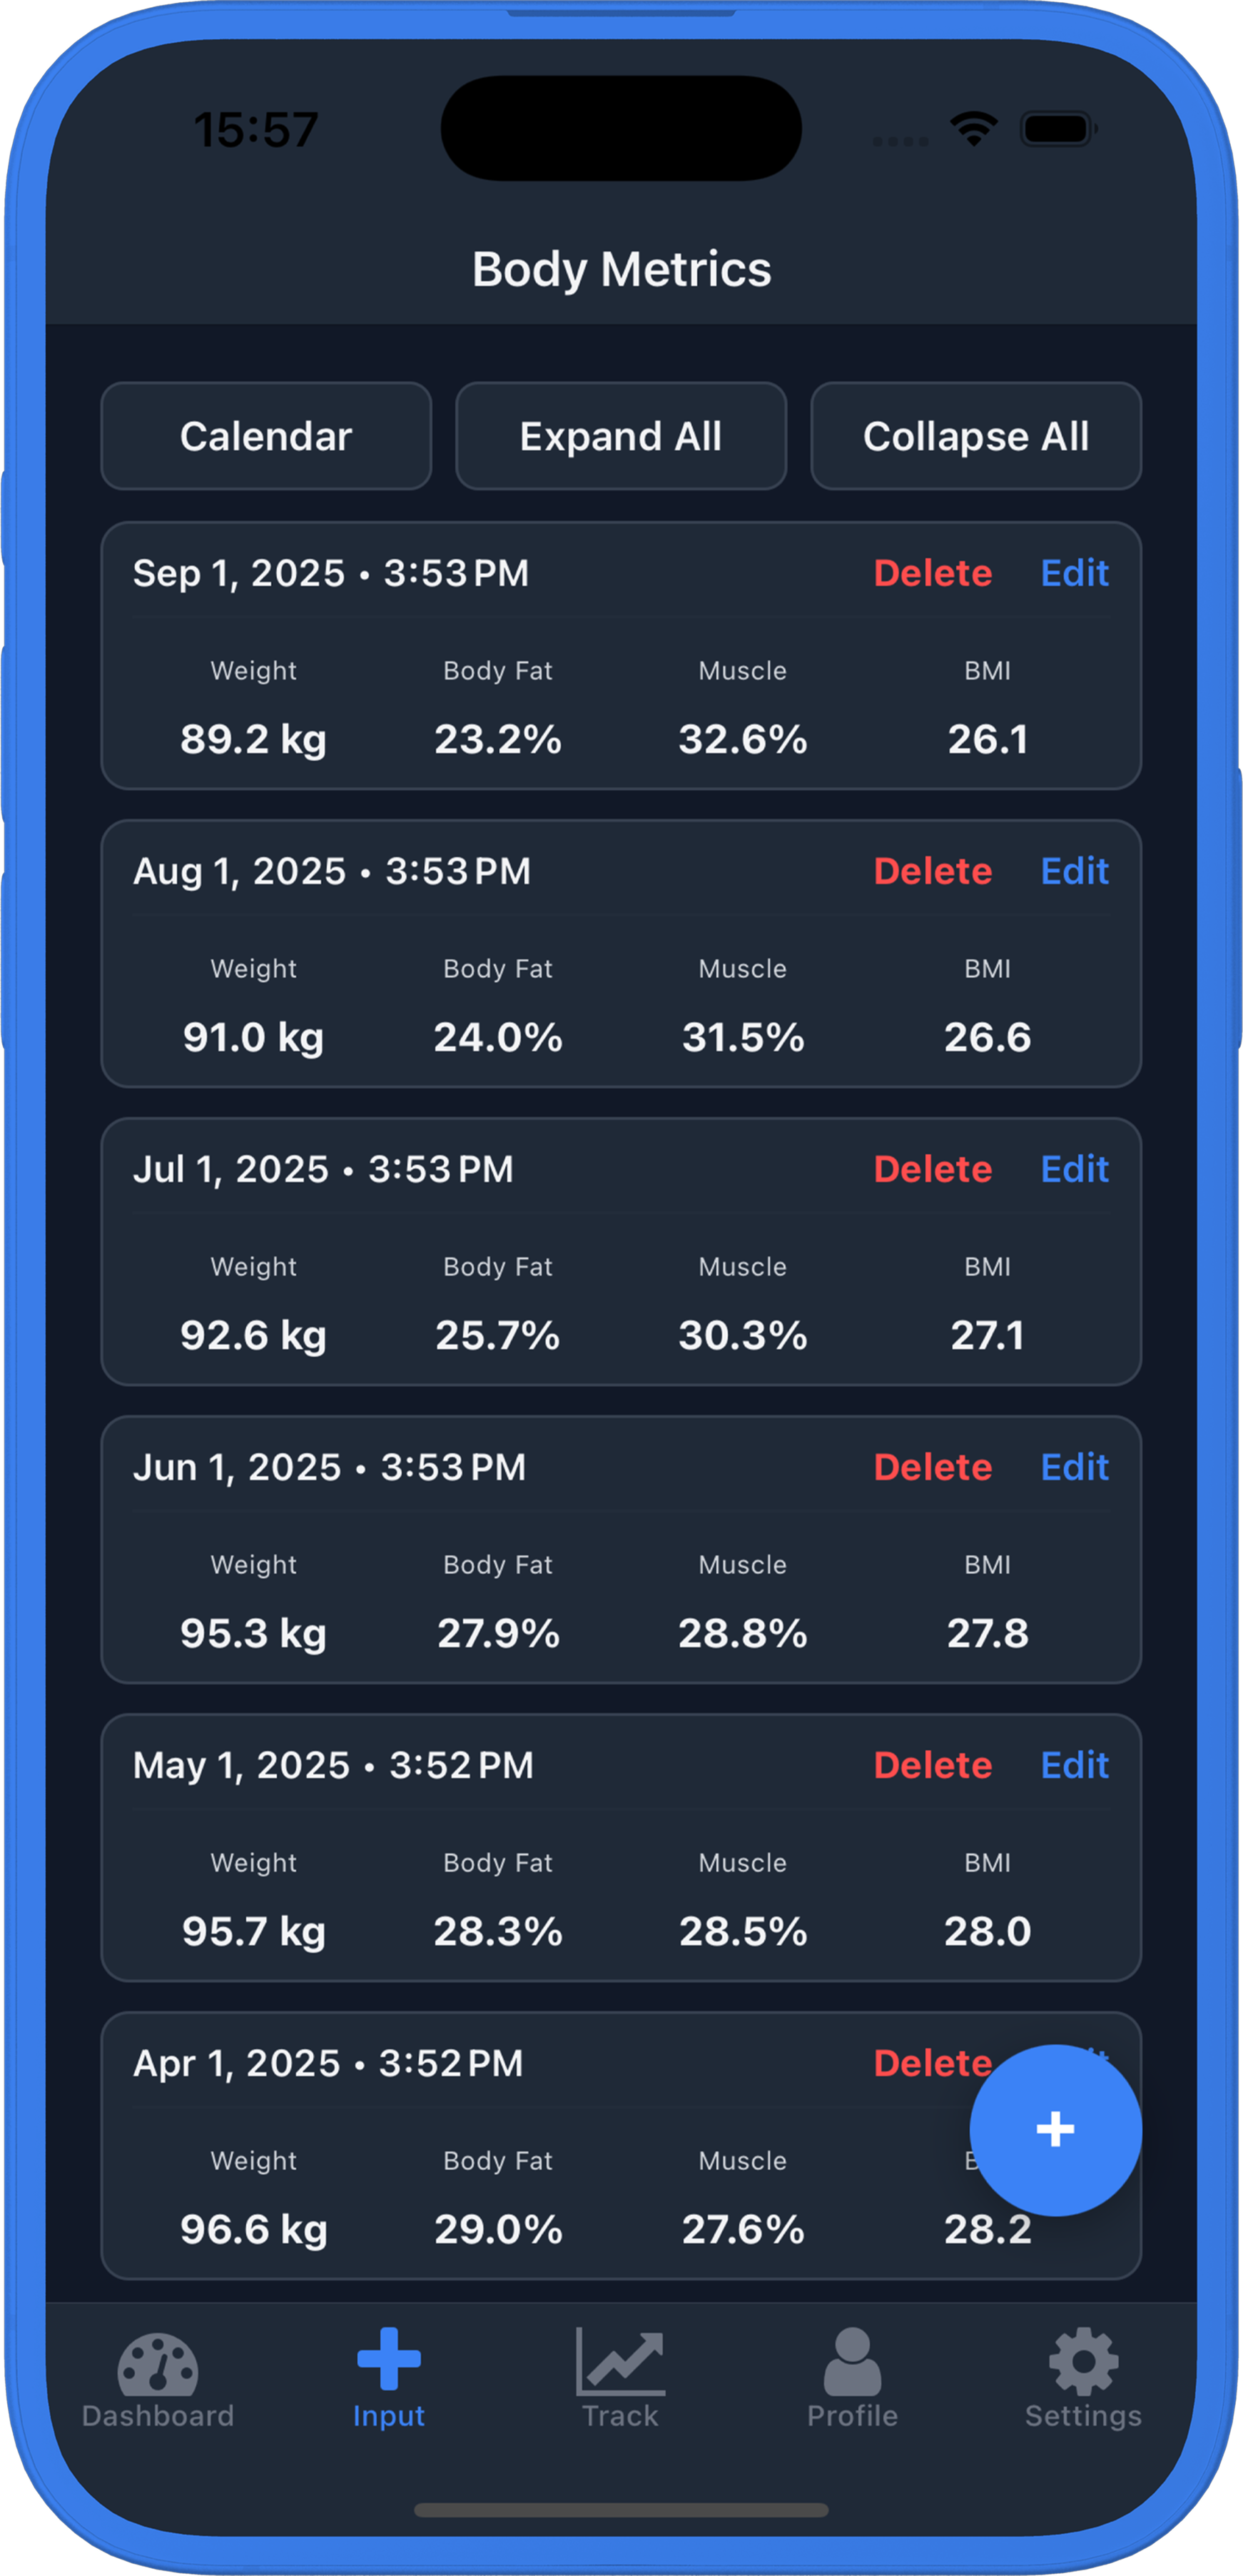 15:57
Body Metrics
Calendar Expand All Collapse All
Sep 1, 2025 • 3:53 PM Delete Edit
Weight Body Fat Muscle BMI
89.2 kg 23.2% 32.6% 26.1
Aug 1, 2025 • 3:53 PM Delete Edit
Weight Body Fat Muscle BMI
91.0 kg 24.0% 31.5% 26.6
Jul 1, 2025 • 3:53 PM Delete Edit
Weight Body Fat Muscle BMI
92.6 kg 25.7% 30.3% 27.1
Jun 1, 2025 • 3:53 PM Delete Edit
Weight Body Fat Muscle BMI
95.3 kg 27.9% 28.8% 27.8
May 1, 2025 • 3:52 PM Delete Edit
Weight Body Fat Muscle BMI
95.7 kg 28.3% 28.5% 28.0
Apr 1, 2025 • 3:52 PM Delete
Weight Body Fat Muscle
96.6 kg 29.0% 27.6% 28.2
Dashboard Input Track Profile Settings